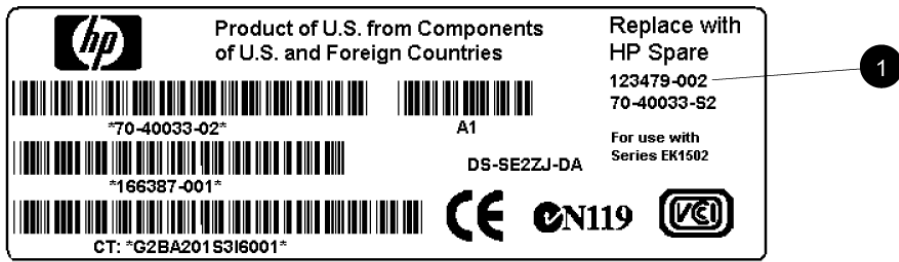 hp
Product of U.S. from Components
of U.S. and Foreign Countries
Replace with
HP Spare
123479-002
70-40033-S2
1
*70-40033-02*
A1
For use with
Series EK1502
DS-SE2ZJ-DA
*166387-001*
CE
N119
VCI
CT: *G2BA201S3I6001*